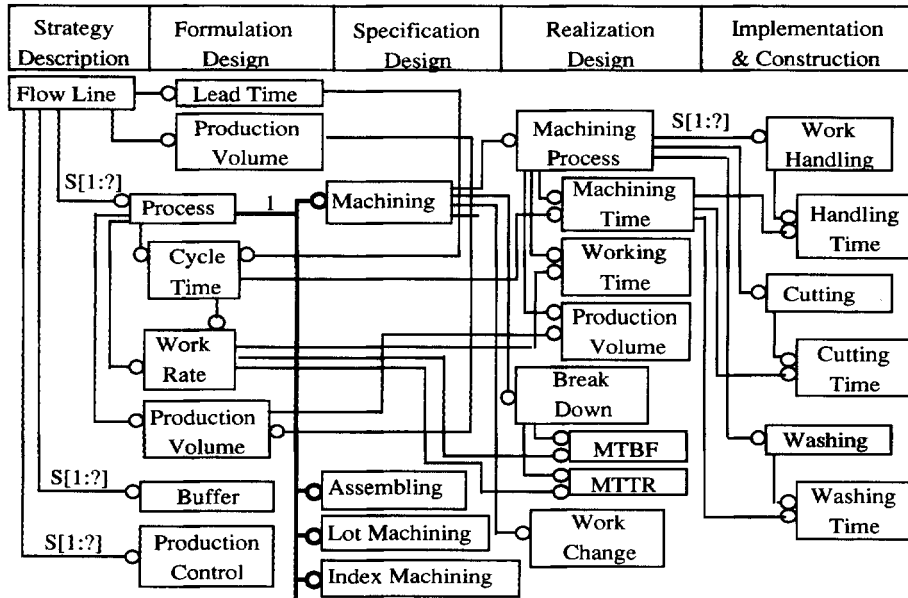 Strategy
Description
Formulation
Design
Specification
Design
Realization
Design
Implementation
& Construction
Flow Line
Lead Time
Production
Volume
S[1:?]
Process
1
Cycle
Time
Work
Rate
Production
Volume
S[1:?]
Buffer
S[1:?]
Production
Control
Machining
Assembling
Lot Machining
Index Machining
Machining
Process
Machining
Time
Working
Time
Production
Volume
Break
Down
MTBF
MTTR
Work
Change
S[1:?]
Work
Handling
Handling
Time
Cutting
Cutting
Time
Washing
Washing
Time